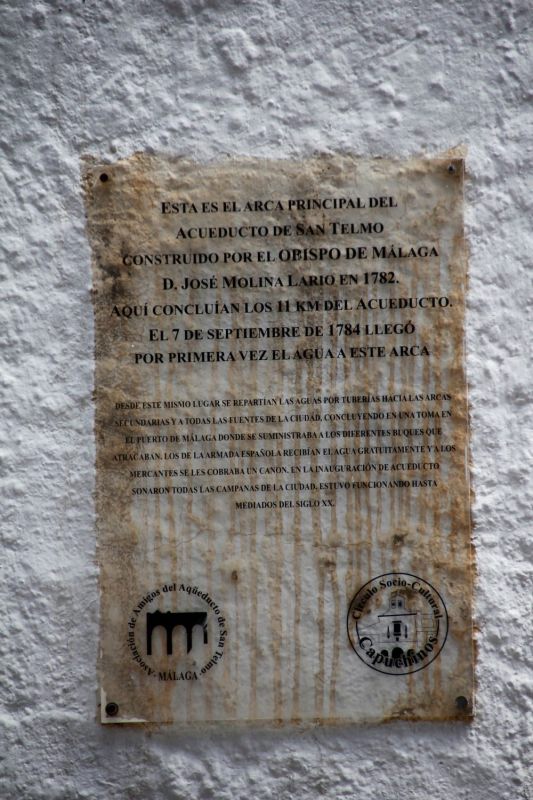 ESTA ES EL ARCA PRINCIPAL DEL
ACUEDUCTO DE SAN TELMO
CONSTRUIDO POR EL OBISPO DE MÁLAGA
D. JOSÉ MOLINA LARIO EN 1782.
AQUÍ CONCLUÍAN LOS 11 KM DEL ACUEDUCTO.
EL 7 DE SEPTIEMBRE DE 1784 LLEGÓ
POR PRIMERA VEZ EL AGUA A ESTE ARCA
DESDE ESTE MISMO LUGAR SE REPARTIAN LAS AGUAS POR TUBERÍAS HACIA LAS ARCAS
SECUNDARIAS Y A TODAS LAS FUENTES DE LA CIUDAD, CONCLUYENDO EN UNA TOMA EN
EL PUERTO DE MÁLAGA DONDE SE SUMINISTRABA A LOS DIFERENTES BUQUES QUE
ATRACABAN. LOS DE LA ARMADA ESPAÑOLA RECIBÍAN EL AGUA GRATUITAMENTE Y A LOS
MERCANTES SE LES COBRABA UN CANON. EN LA INAUGURACIÓN DE ACUEDUCTO
SONARON TODAS LAS CAMPANAS DE LA CIUDAD, ESTUVO FUNCIONANDO HASTA
MEDIADOS DEL SIGLO XX.
Asociación de Amigos del Aqüeducto de San Telmo
· MÁLAGA ·
Círculo Socio-Cultural
Capuchinos